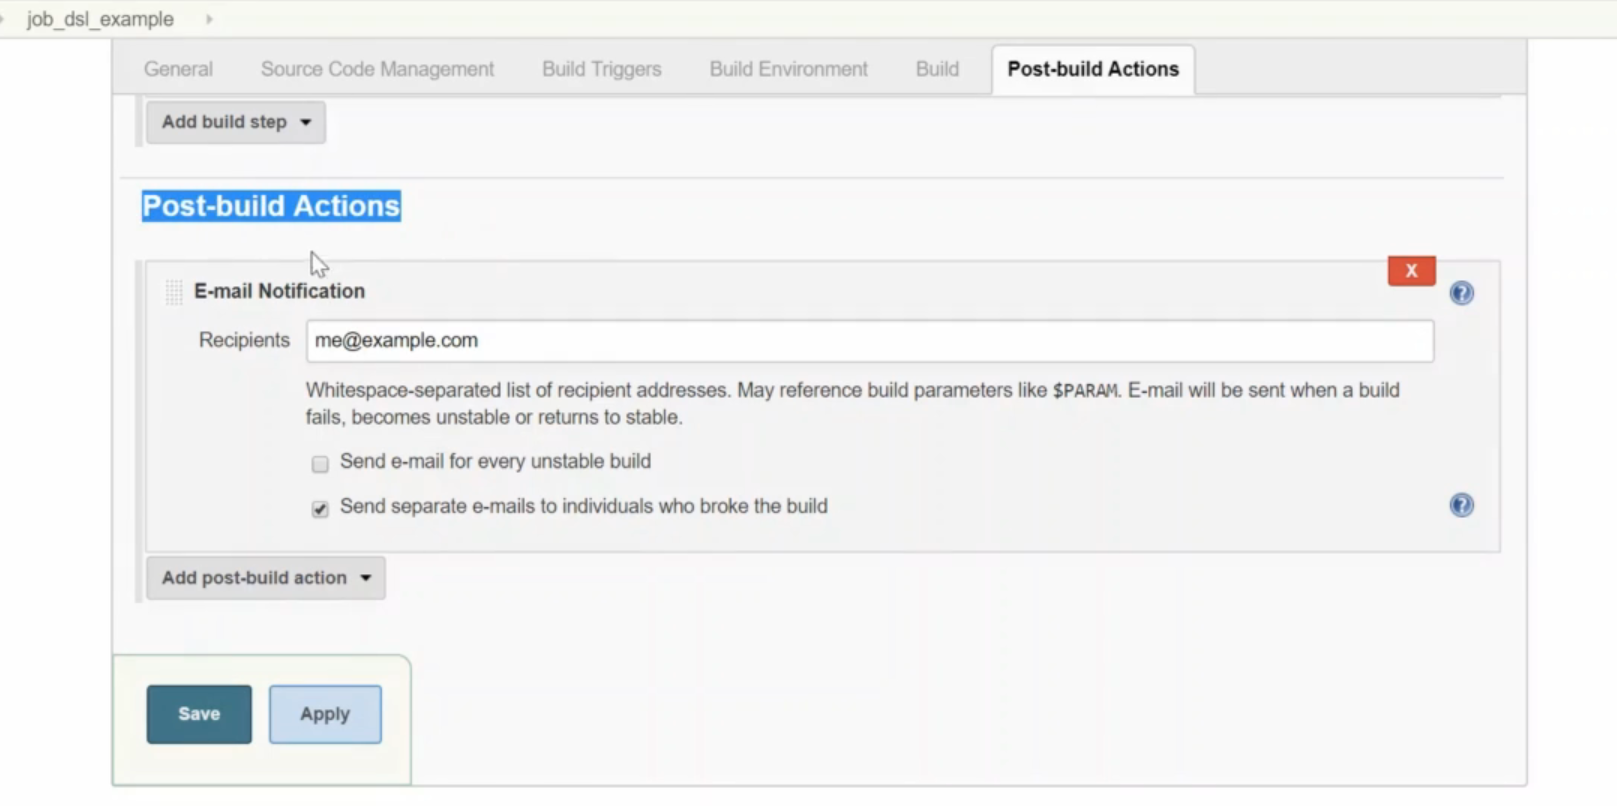 job_dsl_example
General Source Code Management Build Triggers Build Environment Build Post-build Actions
Add build step
Post-build Actions
X
E-mail Notification
Recipients me@example.com
Whitespace-separated list of recipient addresses. May reference build parameters like $PARAM. E-mail will be sent when a build
fails, becomes unstable or returns to stable.
Send e-mail for every unstable build
Send separate e-mails to individuals who broke the build
Add post-build action
Save Apply